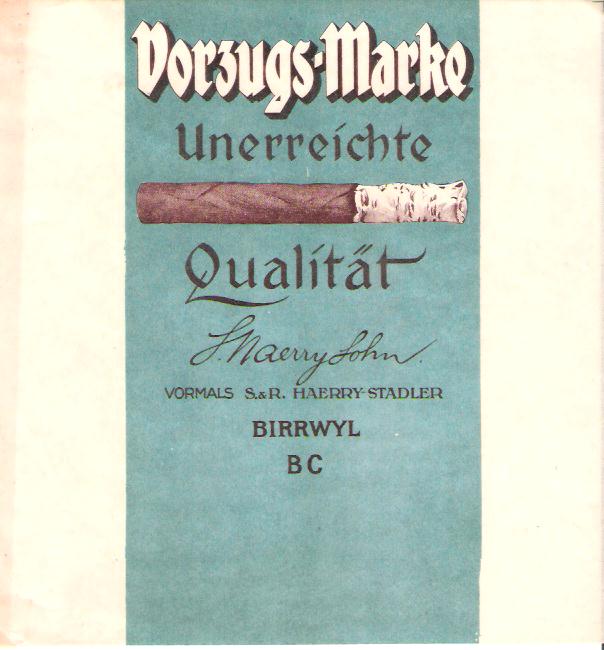 Vorzugs-Marke
Unerreichte
Qualität
S. Haerry Sohn.
VORMALS S.&R. HAERRY-STADLER
BIRRWYL
BC